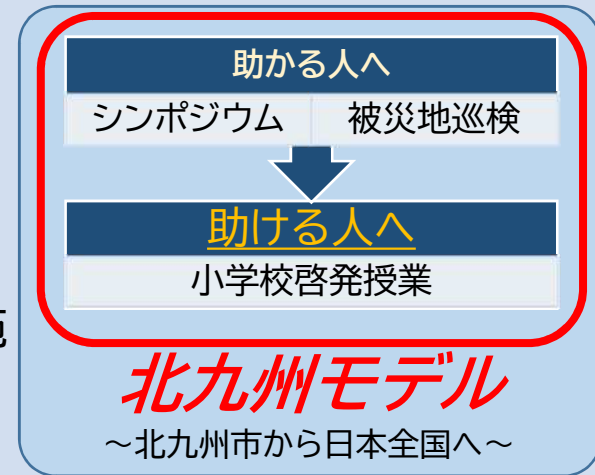 助かる人へ
シンポジウム 被災地巡検
助ける人へ
小学校啓発授業
北九州モデル
～北九州市から日本全国へ～